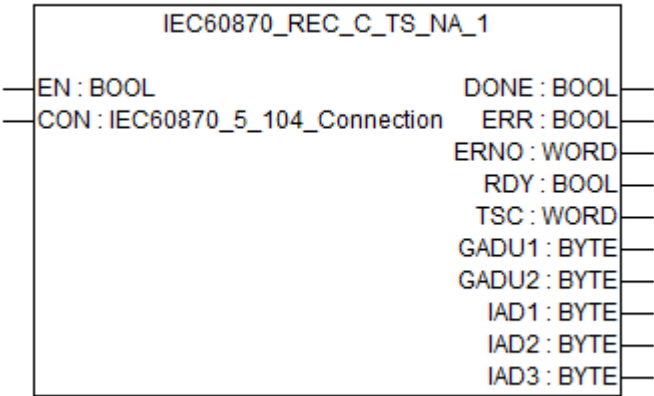 IEC60870_REC_C_TS_NA_1
EN : BOOL DONE : BOOL
CON : IEC60870_5_104_Connection ERR : BOOL
ERNO : WORD
RDY : BOOL
TSC : WORD
GADU1 : BYTE
GADU2 : BYTE
IAD1 : BYTE
IAD2 : BYTE
IAD3 : BYTE